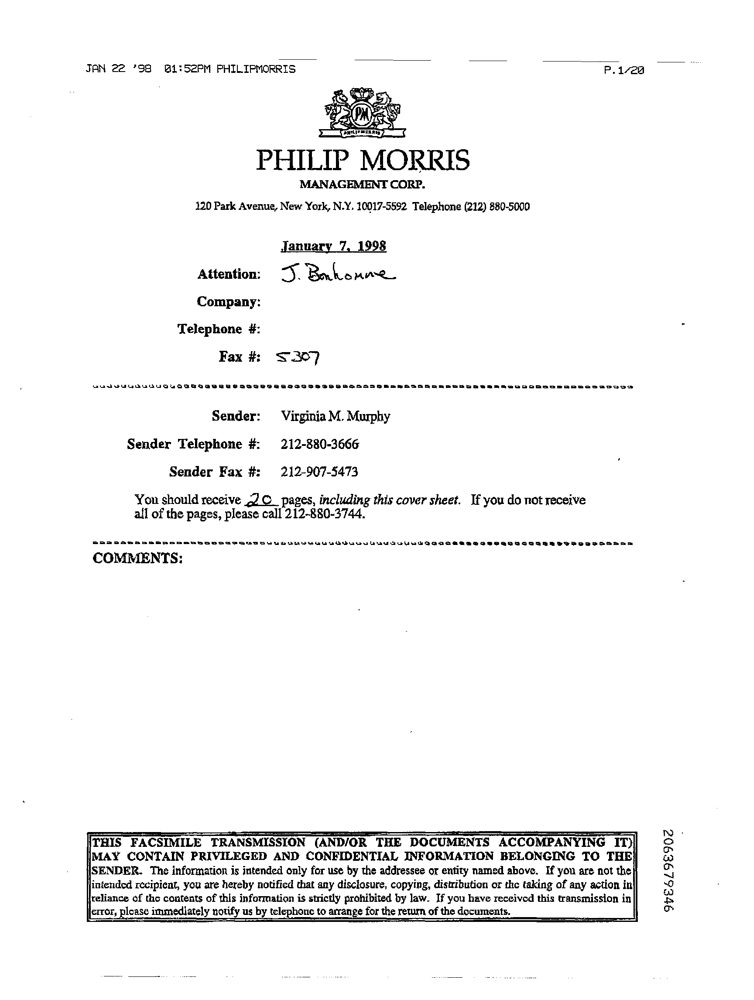 JAN 22 '98 01:52PM PHILIPMORRIS P.1/20
PM
PHILIP MORRIS
PHILIP MORRIS
MANAGEMENT CORP.
120 Park Avenue, New York, N.Y. 10017-5592 Telephone (212) 880-5000
January 7, 1998
Attention: J. Bonhomme
Company:
Telephone #:
Fax #: 5307
Sender: Virginia M. Murphy
Sender Telephone #: 212-880-3666
Sender Fax #: 212-907-5473
You should receive 20 pages, including this cover sheet. If you do not receive
all of the pages, please call 212-880-3744.
COMMENTS:
THIS FACSIMILE TRANSMISSION (AND/OR THE DOCUMENTS ACCOMPANYING IT)
MAY CONTAIN PRIVILEGED AND CONFIDENTIAL INFORMATION BELONGING TO THE
SENDER. The information is intended only for use by the addressee or entity named above. If you are not the
intended recipient, you are hereby notified that any disclosure, copying, distribution or the taking of any action in
reliance of the contents of this information is strictly prohibited by law. If you have received this transmission in
error, please immediately notify us by telephone to arrange for the return of the documents.
2063679346